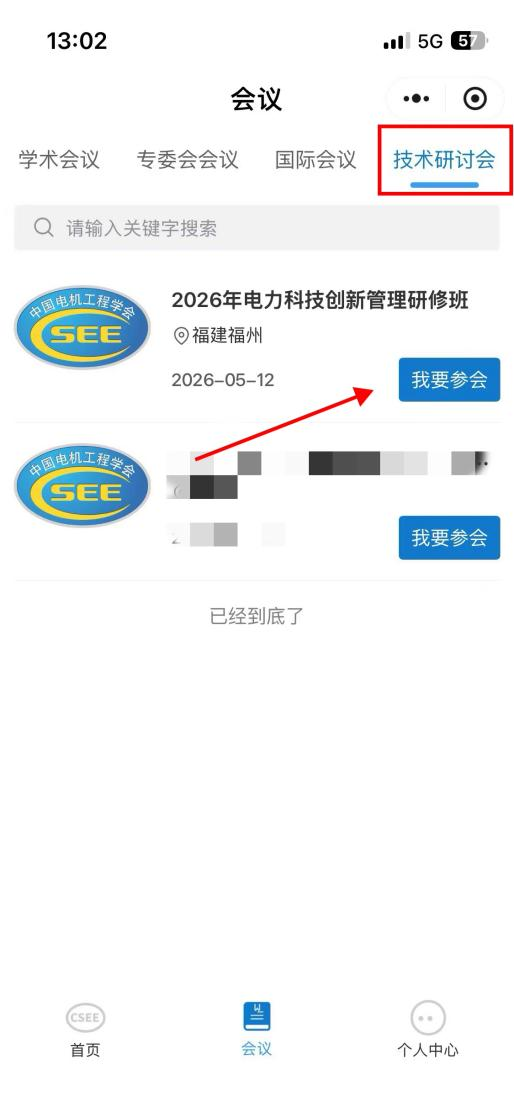 13:02
5G
57
会议
学术会议 专委会会议 国际会议 技术研讨会
请输入关键字搜索
中国电机工程学会
SEE
2026年电力科技创新管理研修班
福建福州
2026-05-12
我要参会
中国电机工程学会
SEE
我要参会
已经到底了
CSEE
首页 会议 个人中心